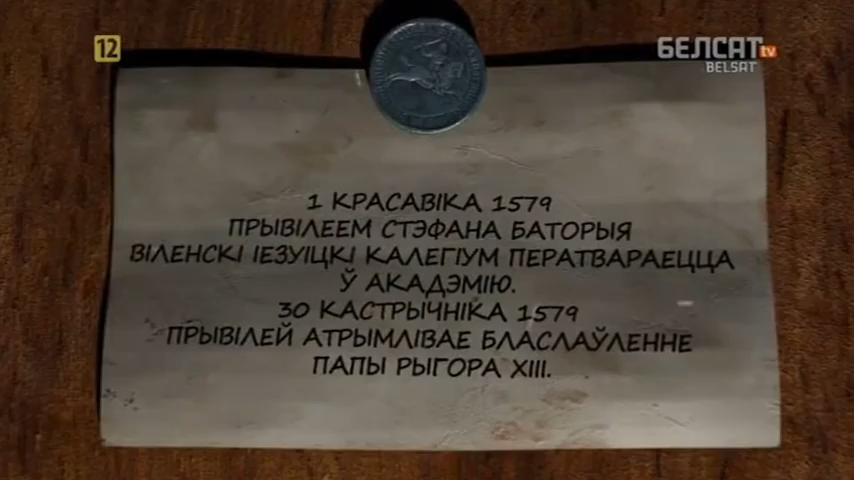 12
БЕЛСАТ tv
BELSAT
1 КРАСАВІКА 1579
ПРЫВІЛЕЕМ СТЭФАНА БАТОРЫЯ
ВІЛЕНСКІ ІЕЗУІЦКІ КАЛЕГІУМ ПЕРАТВАРАЕЦЦА
Ў АКАДЭМІЮ.
30 КАСТРЫЧНІКА 1579
ПРЫВІЛЕЙ АТРЫМЛІВАЕ БЛАСЛАЎЛЕННЕ
ПАПЫ РЫГОРА XIII.